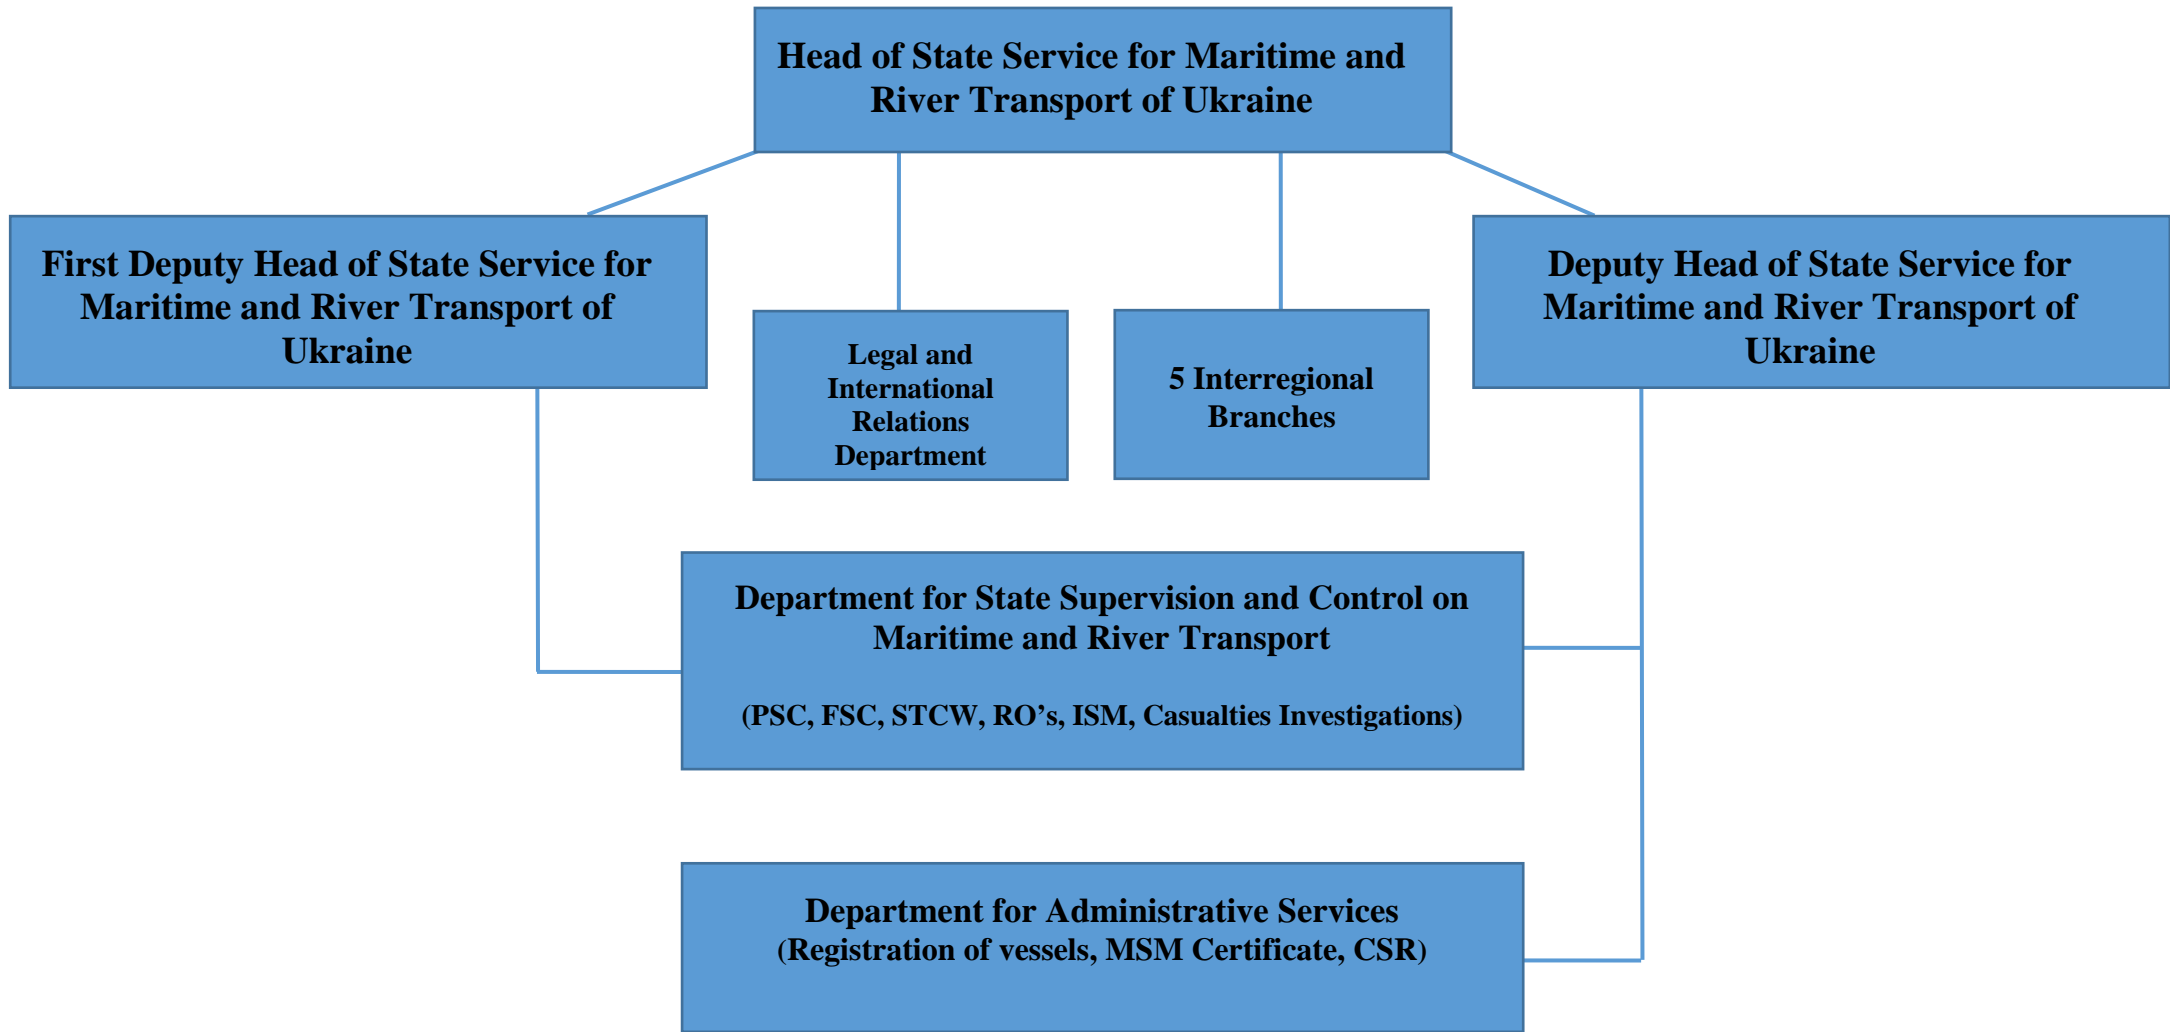 Head of State Service for Maritime and
River Transport of Ukraine
First Deputy Head of State Service for
Maritime and River Transport of
Ukraine
Legal and
International
Relations
Department
5 Interregional
Branches
Deputy Head of State Service for
Maritime and River Transport of
Ukraine
Department for State Supervision and Control on
Maritime and River Transport
(PSC, FSC, STCW, RO’s, ISM, Casualties Investigations)
Department for Administrative Services
(Registration of vessels, MSM Certificate, CSR)